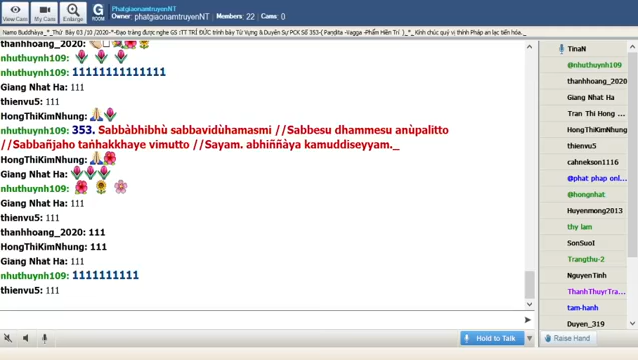 phatgiaonamtruyenNT
Owner: phatgiaonamtruyenNT Members: 22 Cams: 0
View Cam My Cam Enlarge G ROOM
Namo Buddhāya_*_Thứ Bảy 03 /10 /2020-*-Đạo tràng được nghe GS :TT TRÍ ĐỨC trình bày Từ Vựng & Duyên Sự PCK Số 353-( Pandita -Vagga -Phẩm Hiền Trí )_*_Kính chúc quý vị thính Pháp an lạc tiến hóa._
thanhhoang_2020:
nhuthuynh109:
nhuthuynh109: 11111111111111
Giang Nhat Ha: 111
thienvu5: 111
HongThiKimNhung:
nhuthuynh109: 353. Sabbàbhibhù sabbavidùhamasmi //Sabbesu dhammesu anùpalitto
//Sabbañjaho taṅhakkhaye vimutto //Sayam. abhiññàya kamuddiseyyam._
HongThiKimNhung:
Giang Nhat Ha:
nhuthuynh109:
Giang Nhat Ha: 111
thienvu5: 111
thanhhoang_2020: 111
HongThiKimNhung: 111
Giang Nhat Ha: 111
nhuthuynh109: 1111111111
thienvu5: 111
Hold to Talk
TinaN
@nhuthuynh109
thanhhoang_2020
Giang Nhat Ha
Tran Thi Hong ...
HongThiKimNhung
thienvu5
cahnekson1116
@phat phap onl...
@hongnhat
Huyenmong2013
thy lam
SonSuoI
Trangthu-2
NguyenTinh
ThanhThuyrTra...
tam-hanh
Duyen_319
Raise Hand